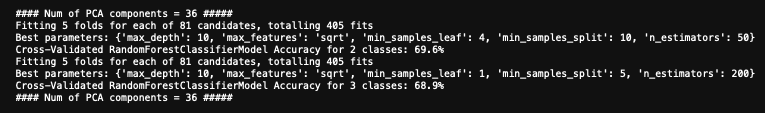 #### Num of PCA components = 36 #####
Fitting 5 folds for each of 81 candidates, totalling 405 fits
Best parameters: {'max_depth': 10, 'max_features': 'sqrt', 'min_samples_leaf': 4, 'min_samples_split': 10, 'n_estimators': 50}
Cross-Validated RandomForestClassifierModel Accuracy for 2 classes: 69.6%
Fitting 5 folds for each of 81 candidates, totalling 405 fits
Best parameters: {'max_depth': 10, 'max_features': 'sqrt', 'min_samples_leaf': 1, 'min_samples_split': 5, 'n_estimators': 200}
Cross-Validated RandomForestClassifierModel Accuracy for 3 classes: 68.9%
#### Num of PCA components = 36 #####